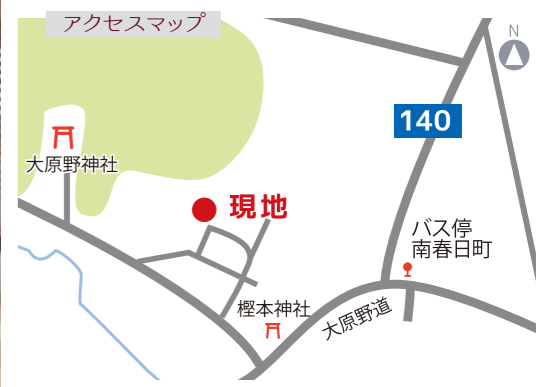 アクセスマップ
N
140
大原野神社
現地
バス停
南春日町
樫本神社
大原野道